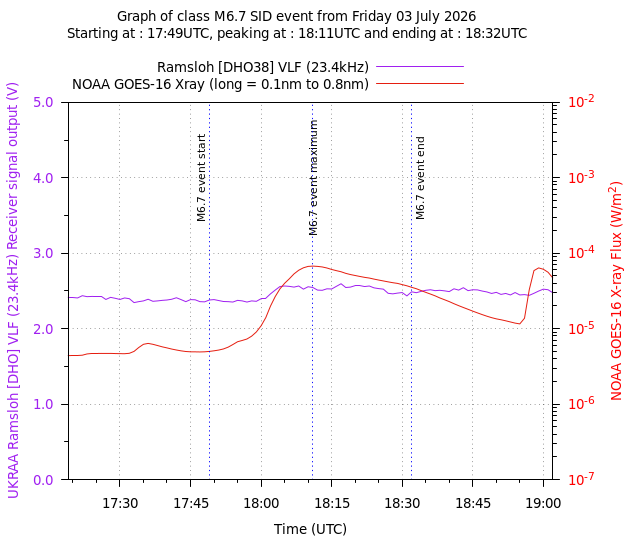 Graph of class M6.7 SID event from Friday 03 July 2026
Starting at : 17:49UTC, peaking at : 18:11UTC and ending at : 18:32UTC
Ramsloh [DHO38] VLF (23.4kHz)
NOAA GOES-16 Xray (long = 0.1nm to 0.8nm)
UKRAA Ramsloh [DHO] VLF (23.4kHz) Receiver signal output (V)
5.0
4.0
3.0
2.0
1.0
0.0
M6.7 event start
M6.7 event maximum
M6.7 event end
10-2
10-3
10-4
10-5
10-6
10-7
NOAA GOES-16 X-ray Flux (W/m2)
17:30 17:45 18:00 18:15 18:30 18:45 19:00
Time (UTC)